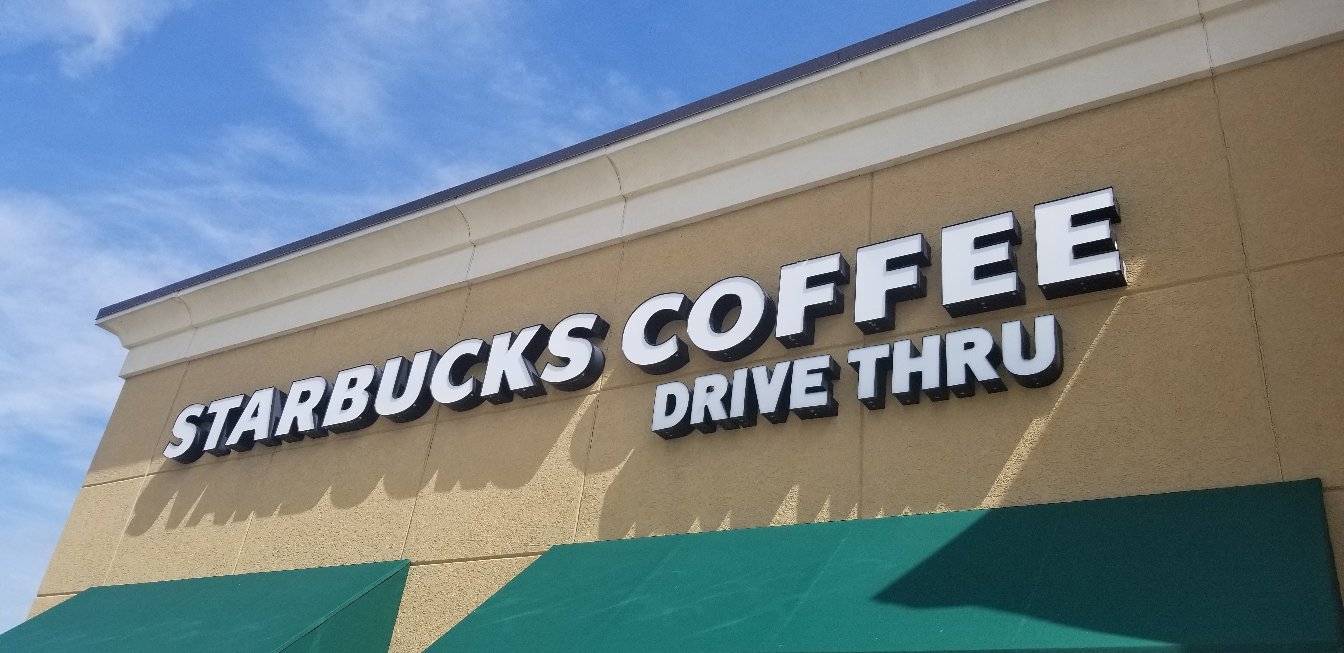 STARBUCKS COFFEE
DRIVE THRU